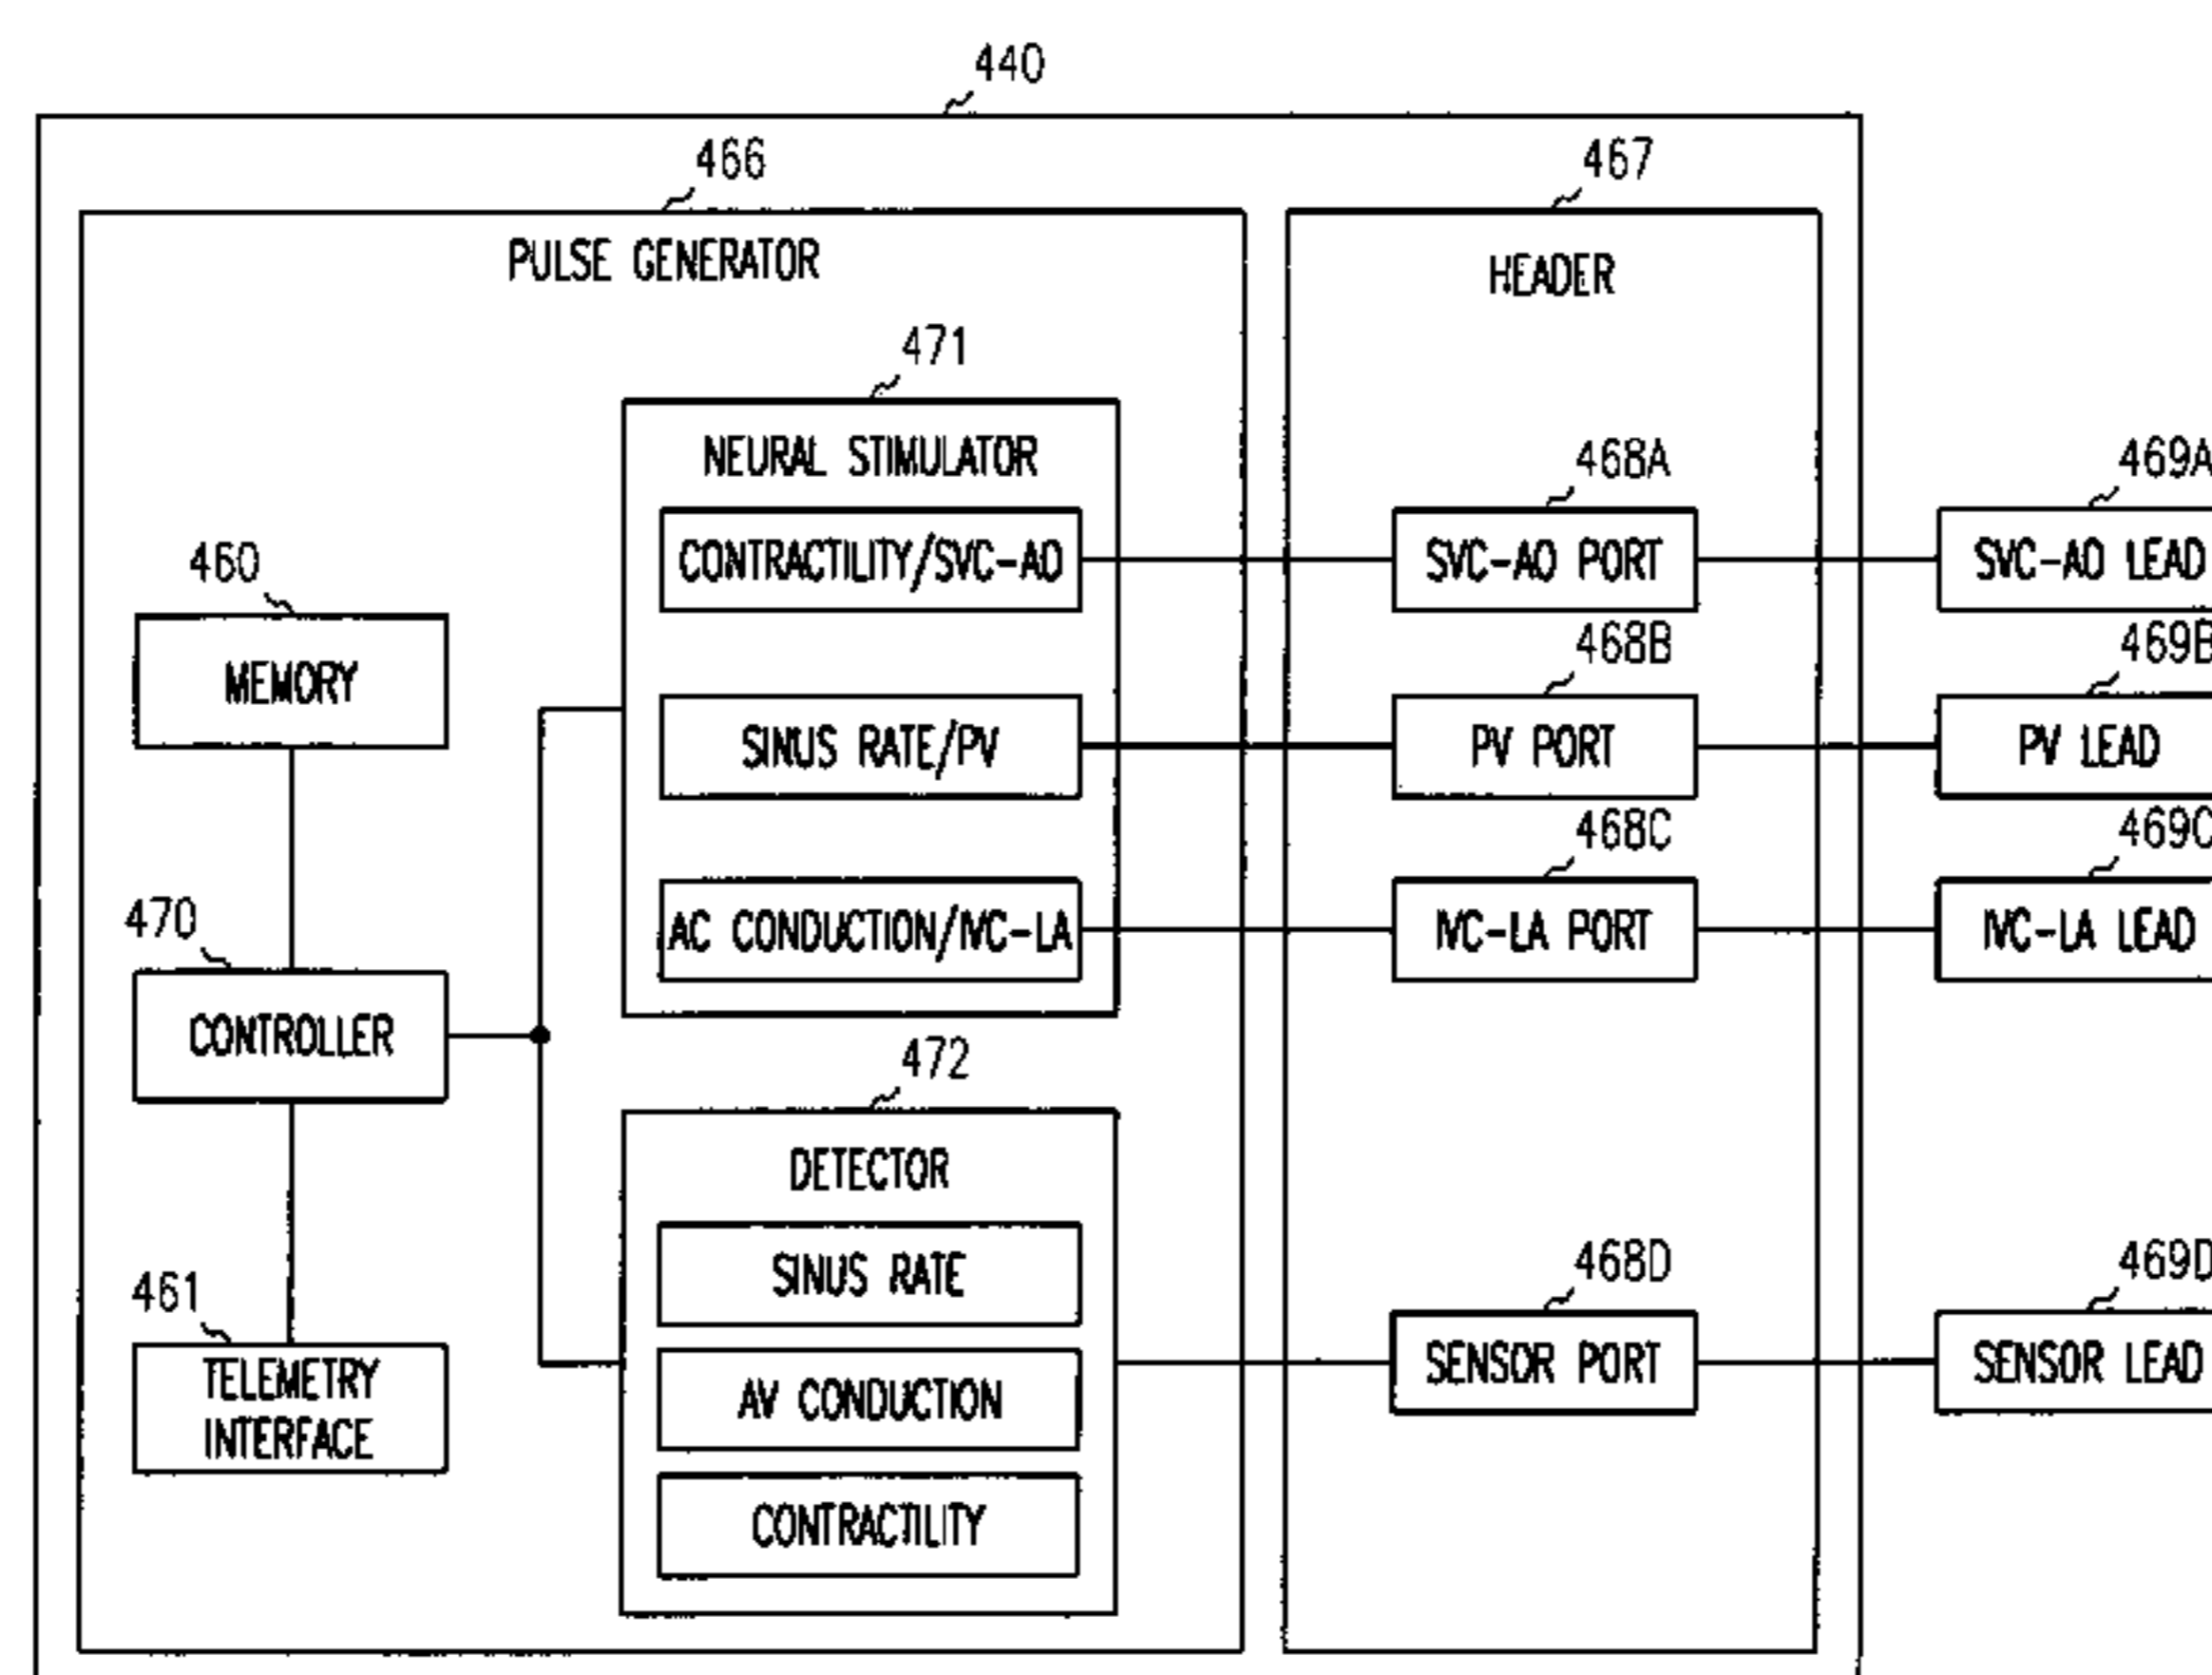 440
466
467
PULSE GENERATOR
HEADER
471
NEURAL STIMULATOR
468A
469A
CONTRACTILITY/SVC-AO
SVC-AO PORT
SVC-AO LEAD
460
468B
469B
MEMORY
SINUS RATE/PV
PV PORT
PV LEAD
468C
469C
470
AC CONDUCTION/IVC-LA
IVC-LA PORT
IVC-LA LEAD
CONTROLLER
472
DETECTOR
461
SINUS RATE
468D
469D
TELEMETRY
INTERFACE
AV CONDUCTION
SENSOR PORT
SENSOR LEAD
CONTRACTILITY